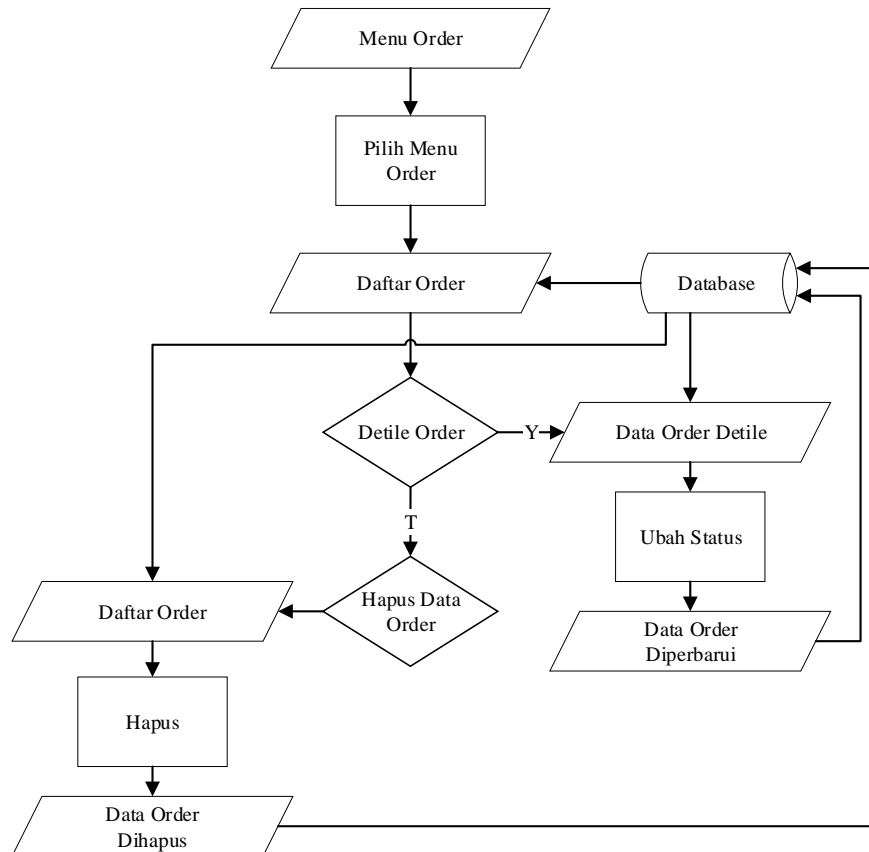 Menu Order
Pilih Menu
Order
Daftar Order
Database
Detile Order
Y
Data Order Detile
T
Ubah Status
Hapus Data
Order
Daftar Order
Data Order
Diperbarui
Hapus
Data Order
Dihapus